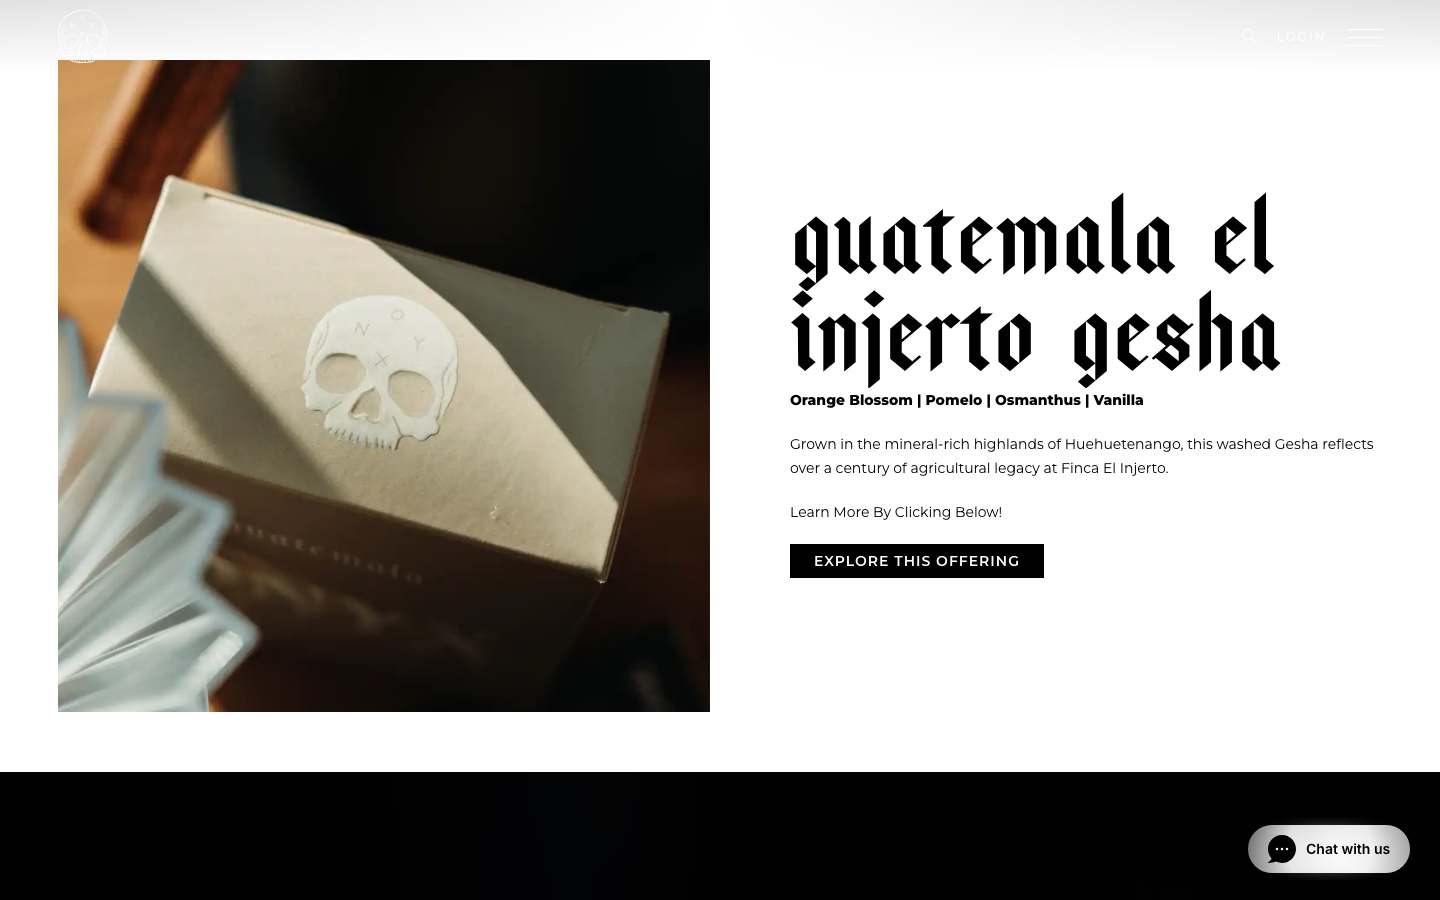 LOGIN
O
N
Y
X
guatemala
guatemala el
injerto gesha
Orange Blossom | Pomelo | Osmanthus | Vanilla
Grown in the mineral-rich highlands of Huehuetenango, this washed Gesha reflects
over a century of agricultural legacy at Finca El Injerto.
Learn More By Clicking Below!
EXPLORE THIS OFFERING
Chat with us